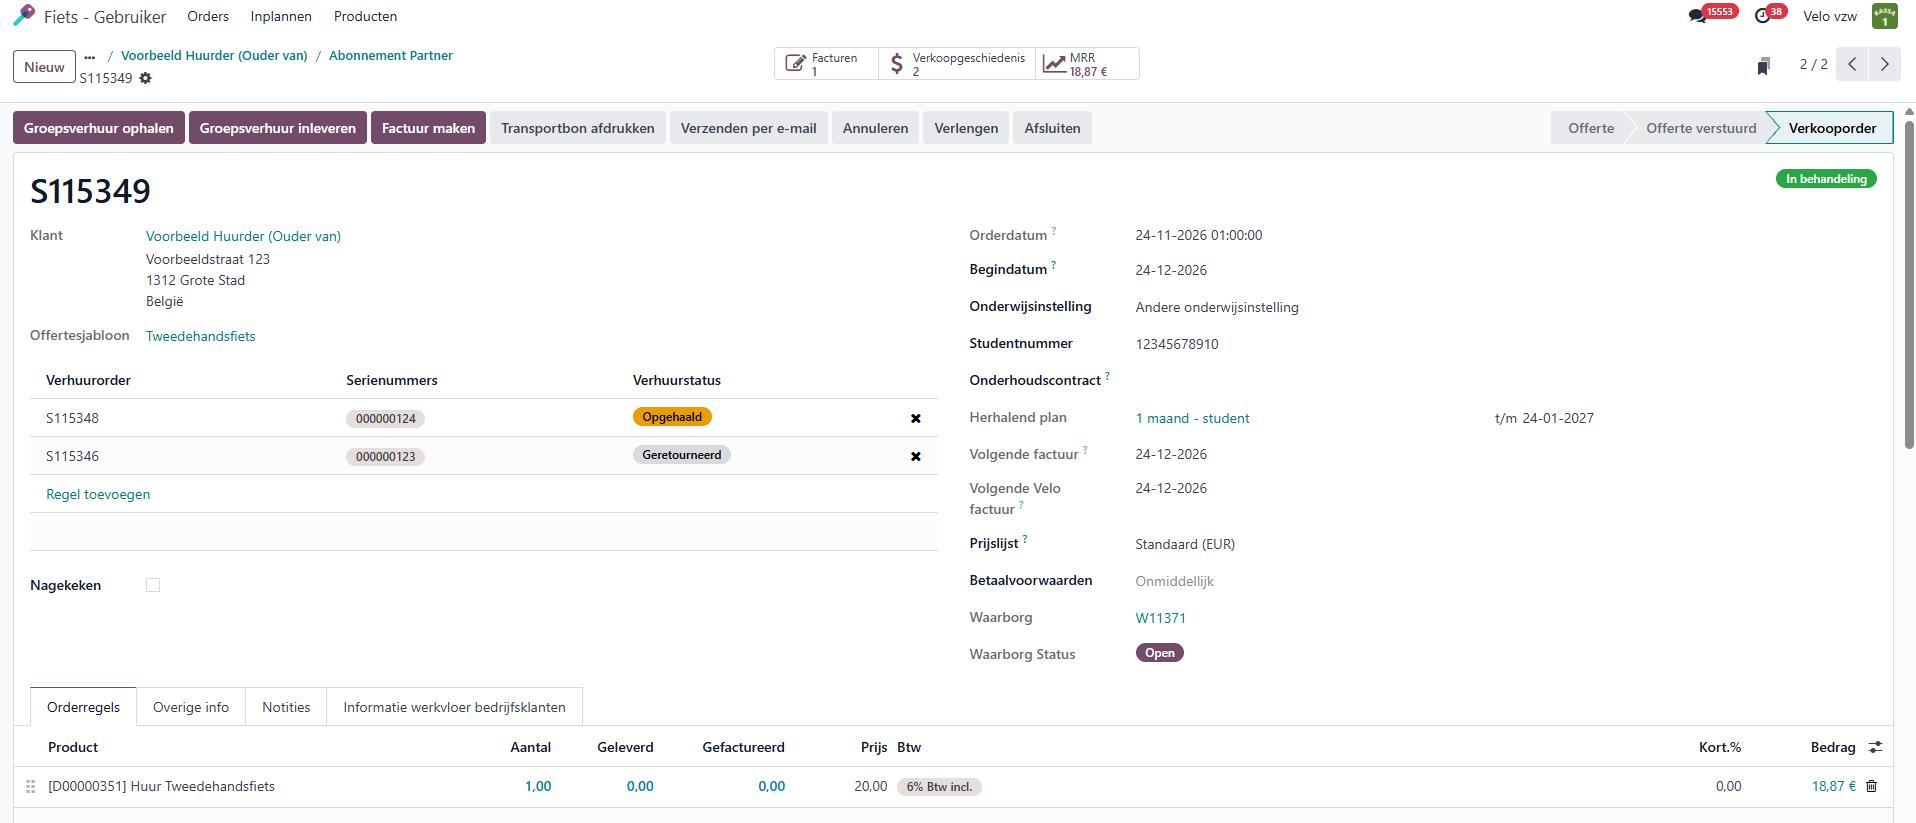 Fiets - Gebruiker Orders Inplannen Producten 15553 38 Velo vzw KASSA 1
Nieuw ... / Voorbeeld Huurder (Ouder van) / Abonnement Partner
S115349
Facturen 1 Verkoopgeschiedenis 2 MRR 18,87 €
2 / 2
Groepsverhuur ophalen Groepsverhuur inleveren Factuur maken Transportbon afdrukken Verzenden per e-mail Annuleren Verlengen Afsluiten Offerte Offerte verstuurd Verkooporder
In behandeling
S115349
Klant Voorbeeld Huurder (Ouder van)
Voorbeeldstraat 123
1312 Grote Stad
België
Offertesjabloon Tweedehandsfiets
Verhuurorder Serienummers Verhuurstatus
S115348 000000124 Opgehaald
S115346 000000123 Geretourneerd
Regel toevoegen
Nagekeken
Orderdatum ? 24-11-2026 01:00:00
Begindatum ? 24-12-2026
Onderwijsinstelling Andere onderwijsinstelling
Studentnummer 12345678910
Onderhoudscontract ?
Herhalend plan 1 maand - student t/m 24-01-2027
Volgende factuur ? 24-12-2026
Volgende Velo factuur ? 24-12-2026
Prijslijst ? Standaard (EUR)
Betaalvoorwaarden Onmiddellijk
Waarborg W11371
Waarborg Status Open
Orderregels Overige info Notities Informatie werkvloer bedrijfsklanten
Product Aantal Geleverd Gefactureerd Prijs Btw Kort.% Bedrag
[D00000351] Huur Tweedehandsfiets 1,00 0,00 0,00 20,00 6% Btw incl. 0,00 18,87 €